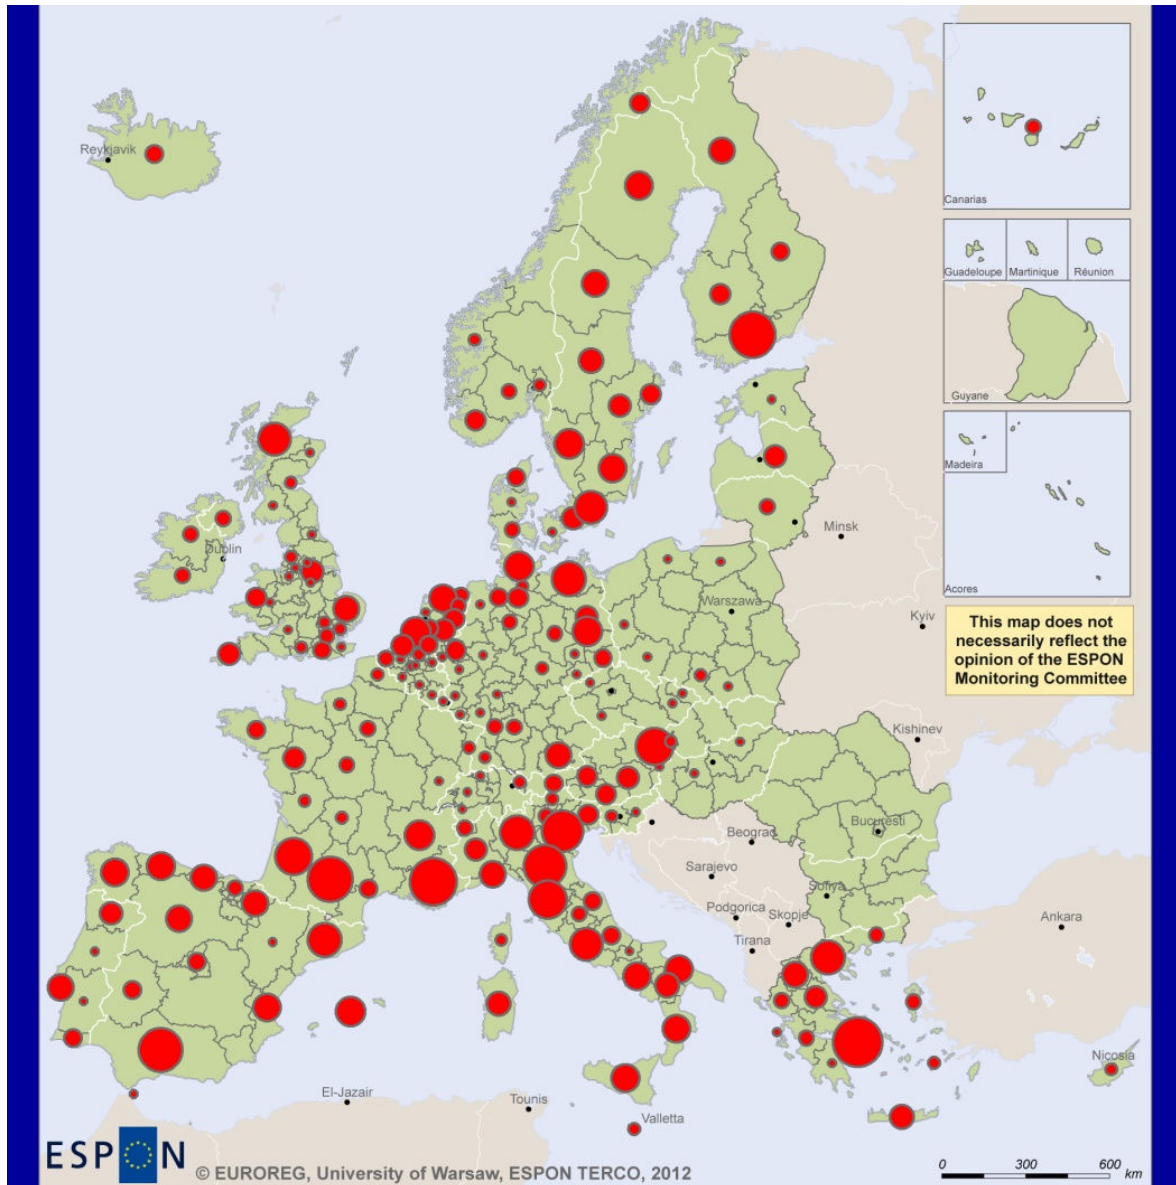 Reykjavik
Canarias
Guadeloupe
Martinique
Réunion
Guyane
Madeira
Acores
Dublin
Minsk
Warszawa
Kyiv
This map does not
necessarily reflect the
opinion of the ESPON
Monitoring Committee
Kishinev
Bucuresti
Beograd
Sarajevo
Sofiya
Podgorica
Skopje
Tirana
Ankara
Nicosia
El-Jazair
Tounis
Valletta
ESPON
© EUROREG, University of Warsaw, ESPON TERCO, 2012
0 300 600
km